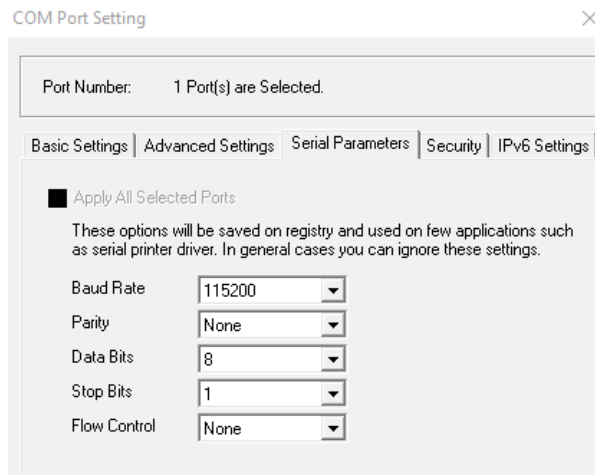 COM Port Setting
Port Number: 1 Port(s) are Selected.
Basic Settings Advanced Settings Serial Parameters Security IPv6 Settings
Apply All Selected Ports
These options will be saved on registry and used on few applications such
as serial printer driver. In general cases you can ignore these settings.
Baud Rate 115200
Parity None
Data Bits 8
Stop Bits 1
Flow Control None